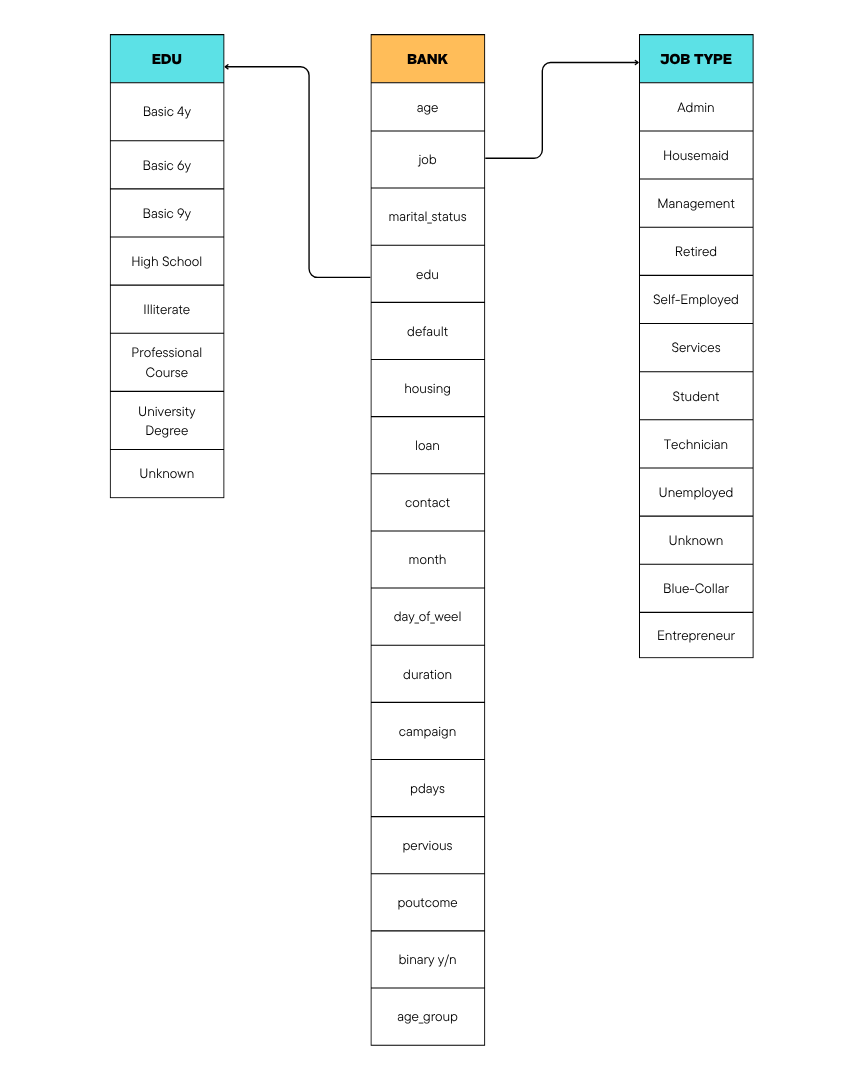 EDU
Basic 4y
Basic 6y
Basic 9y
High School
Illiterate
Professional
Course
University
Degree
Unknown
BANK
age
job
marital_status
edu
default
housing
loan
contact
month
day_of_weel
duration
campaign
pdays
pervious
poutcome
binary y/n
age_group
JOB TYPE
Admin
Housemaid
Management
Retired
Self-Employed
Services
Student
Technician
Unemployed
Unknown
Blue-Collar
Entrepreneur